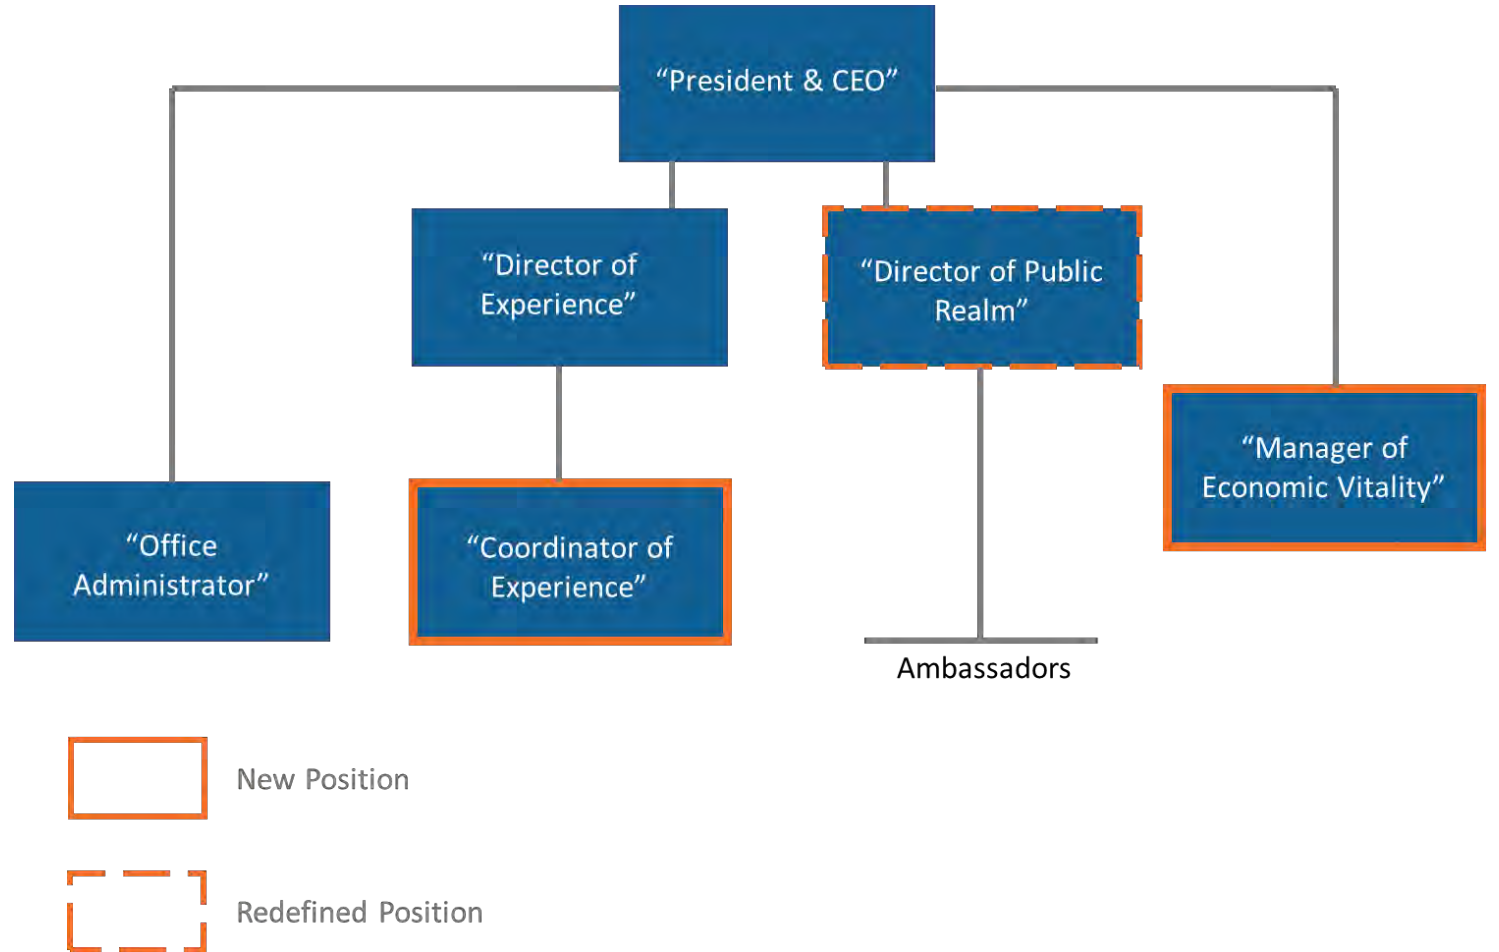 “President & CEO”
“Director of
Experience”
“Director of Public
Realm”
“Manager of
Economic Vitality”
“Office
Administrator”
“Coordinator of
Experience”
Ambassadors
New Position
Redefined Position